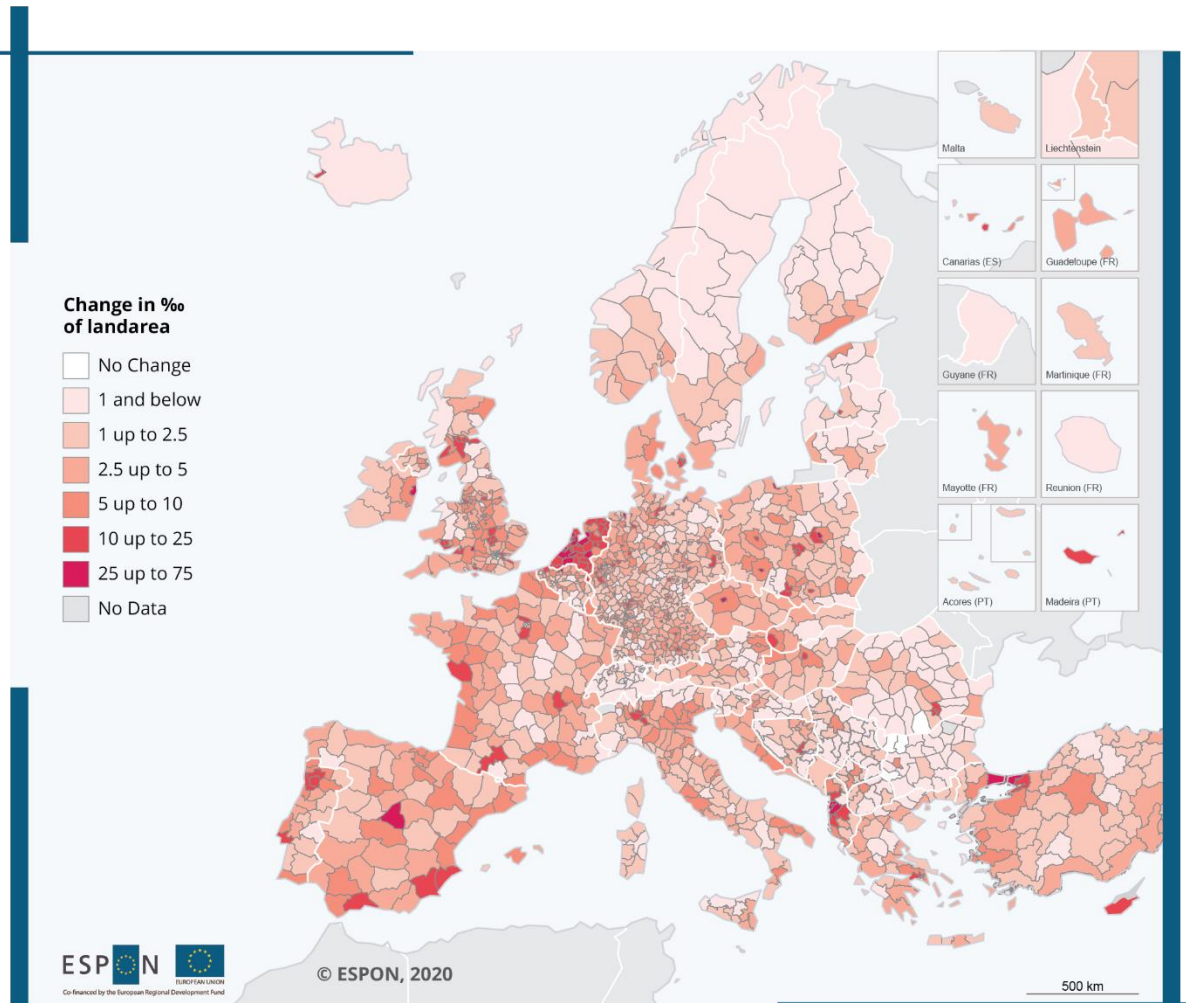 Change in ‰
of landarea
No Change
1 and below
1 up to 2.5
2.5 up to 5
5 up to 10
10 up to 25
25 up to 75
No Data
Malta
Liechtenstein
Canarias (ES)
Guadeloupe (FR)
Guyane (FR)
Martinique (FR)
Mayotte (FR)
Reunion (FR)
Acores (PT)
Madeira (PT)
ESPON
EUROPEAN UNION
Co-financed by the European Regional Development Fund
© ESPON, 2020
500 km